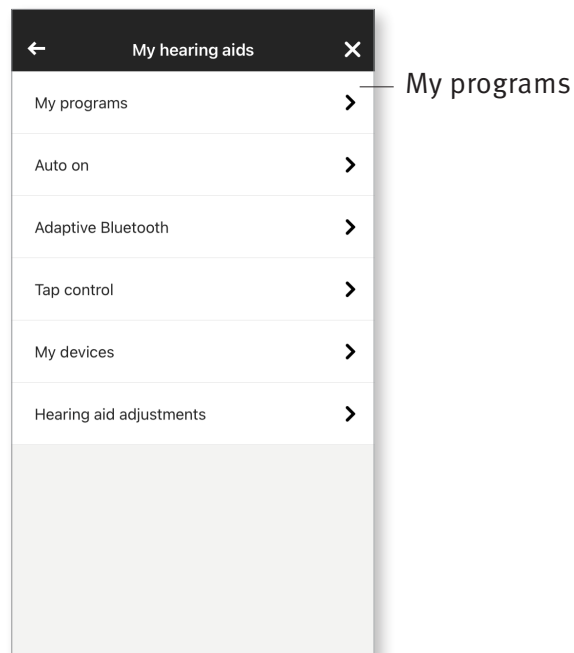 My hearing aids
My programs
My programs
Auto on
Adaptive Bluetooth
Tap control
My devices
Hearing aid adjustments